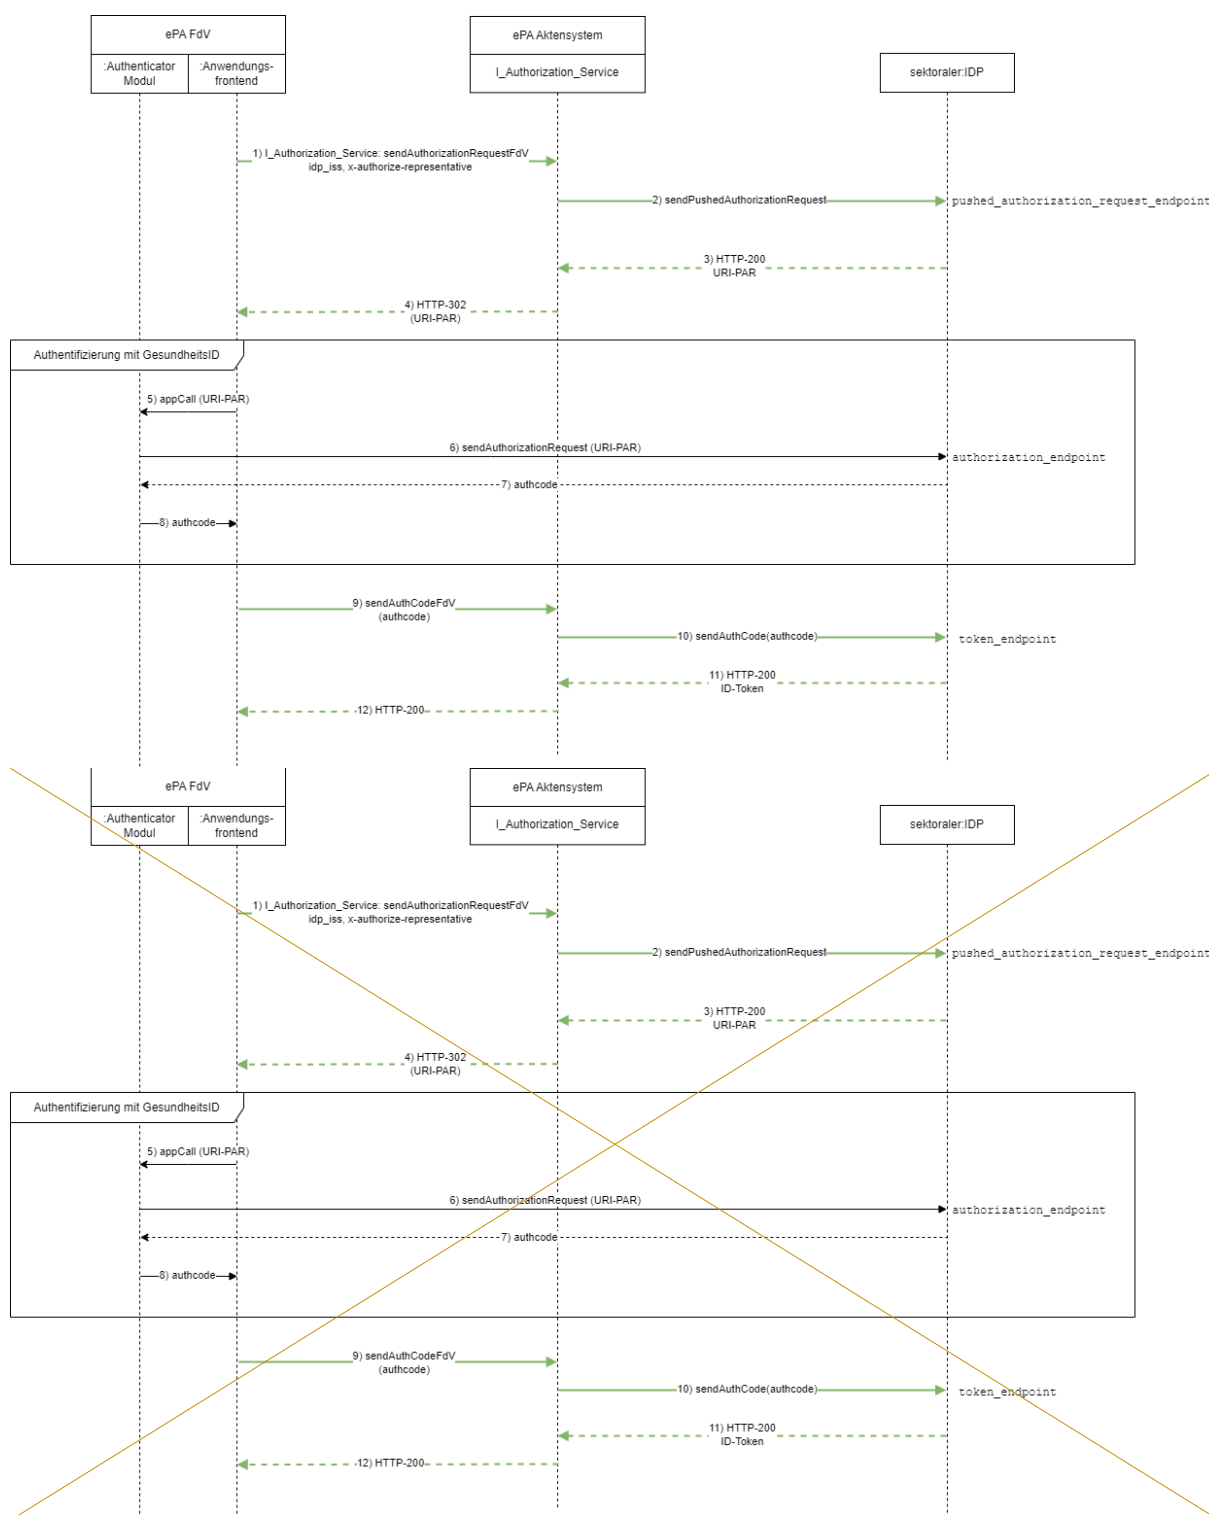 ePA FdV
ePA Aktensystem
:Authenticator
Modul
:Anwendungs-
frontend
I_Authorization_Service
sektoraler:IDP
1) I_Authorization_Service: sendAuthorizationRequestFdV
idp_iss, x-authorize-representative
2) sendPushedAuthorizationRequest
pushed_authorization_request_endpoint
3) HTTP-200
URI-PAR
4) HTTP-302
(URI-PAR)
Authentifizierung mit GesundheitsID
5) appCall (URI-PAR)
6) sendAuthorizationRequest (URI-PAR)
authorization_endpoint
7) authcode
8) authcode
9) sendAuthCodeFdV
(authcode)
10) sendAuthCode(authcode)
token_endpoint
11) HTTP-200
ID-Token
12) HTTP-200
ePA FdV
ePA Aktensystem
:Authenticator
Modul
:Anwendungs-
frontend
I_Authorization_Service
sektoraler:IDP
1) I_Authorization_Service: sendAuthorizationRequestFdV
idp_iss, x-authorize-representative
2) sendPushedAuthorizationRequest
pushed_authorization_request_endpoint
3) HTTP-200
URI-PAR
4) HTTP-302
(URI-PAR)
Authentifizierung mit GesundheitsID
5) appCall (URI-PAR)
6) sendAuthorizationRequest (URI-PAR)
authorization_endpoint
7) authcode
8) authcode
9) sendAuthCodeFdV
(authcode)
10) sendAuthCode(authcode)
token_endpoint
11) HTTP-200
ID-Token
12) HTTP-200